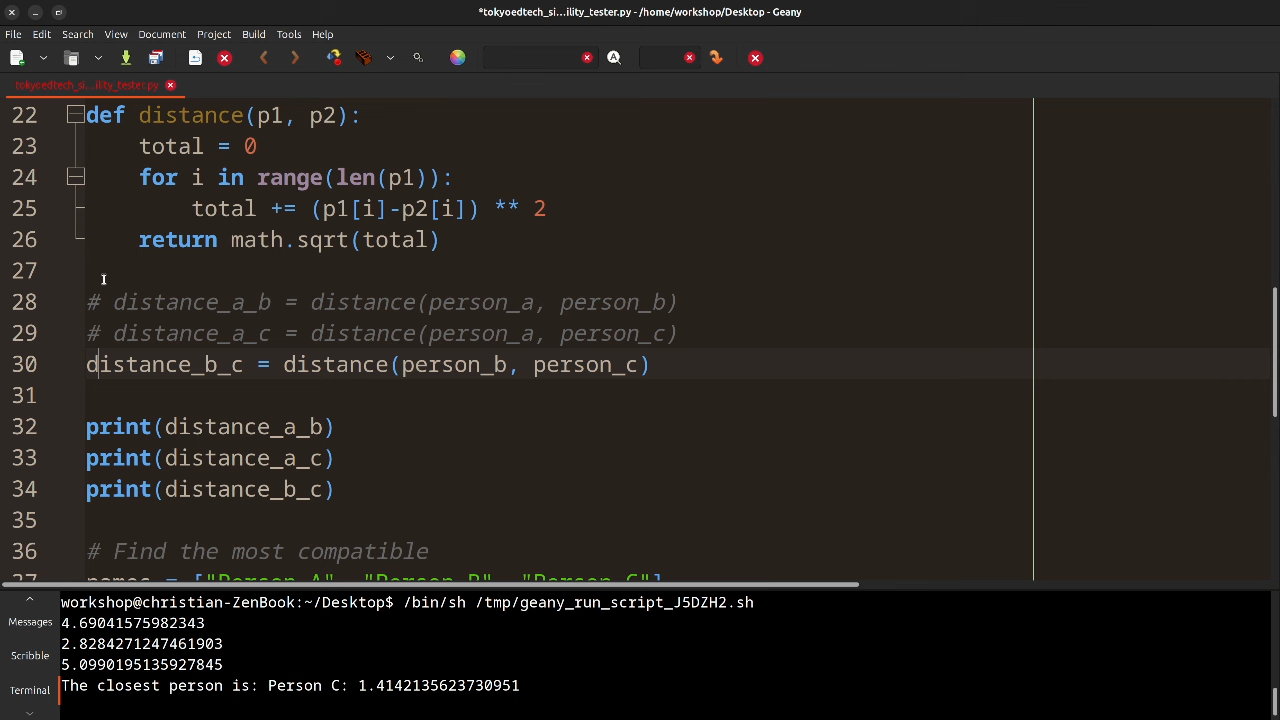 *tokyoedtech_si...ility_tester.py - /home/workshop/Desktop - Geany
File Edit Search View Document Project Build Tools Help
tokyoedtech_si...ility_tester.py
22 def distance(p1, p2):
23 total = 0
24 for i in range(len(p1)):
25 total += (p1[i]-p2[i]) ** 2
26 return math.sqrt(total)
27
28 # distance_a_b = distance(person_a, person_b)
29 # distance_a_c = distance(person_a, person_c)
30 distance_b_c = distance(person_b, person_c)
31
32 print(distance_a_b)
33 print(distance_a_c)
34 print(distance_b_c)
35
36 # Find the most compatible
37 names = ["Person A", "Person B", "Person C"]
Messages
Scribble
Terminal
workshop@christian-ZenBook:~/Desktop$ /bin/sh /tmp/geany_run_script_J5DZH2.sh
4.69041575982343
2.8284271247461903
5.0990195135927845
The closest person is: Person C: 1.4142135623730951